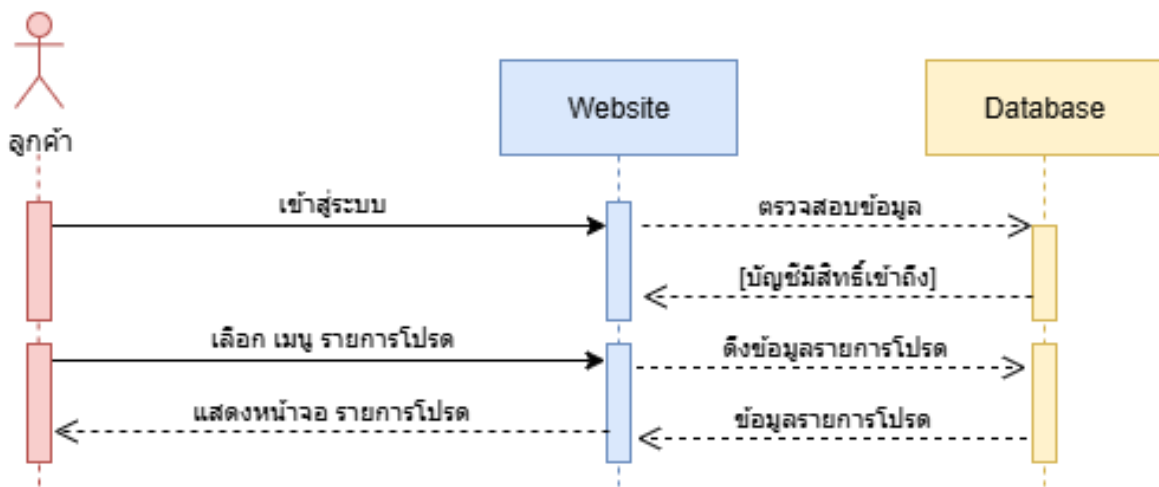 Website
Database
ลูกค้า
เข้าสู่ระบบ
ตรวจสอบข้อมูล
[บัญชีมีสิทธิ์เข้าถึง]
เลือก เมนู รายการโปรด
ดึงข้อมูลรายการโปรด
แสดงหน้าจอ รายการโปรด
ข้อมูลรายการโปรด